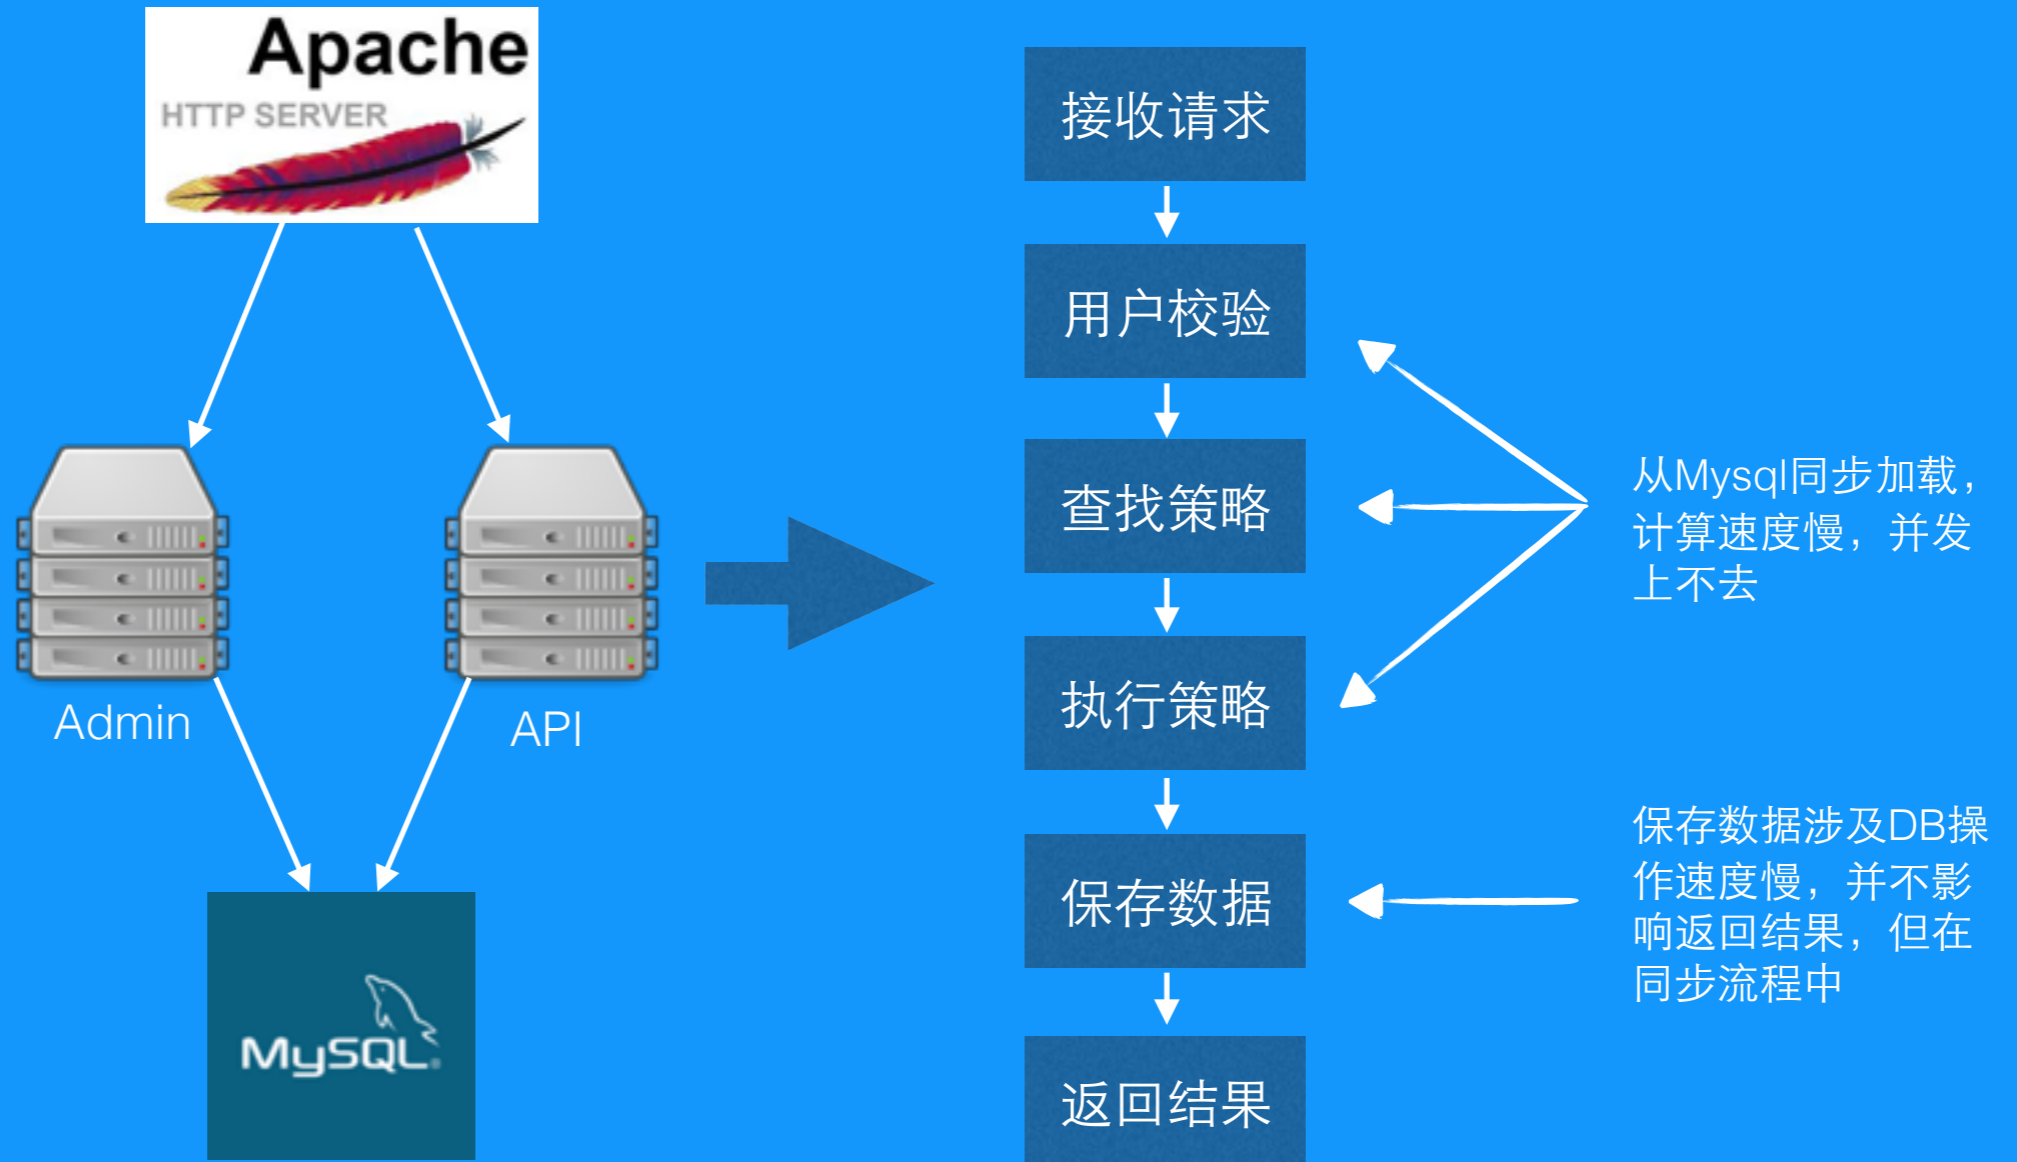 Apache
HTTP SERVER
Admin
API
MySQL
接收请求
用户校验
查找策略
执行策略
保存数据
返回结果
从Mysql同步加载，
计算速度慢，并发
上不去
保存数据涉及DB操
作速度慢，并不影
响返回结果，但在
同步流程中